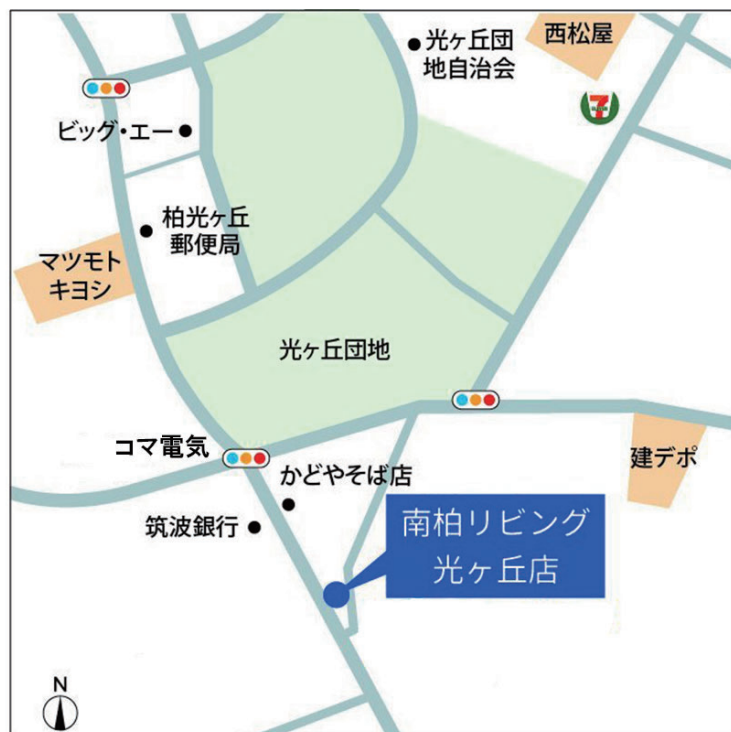 西松屋
光ヶ丘団
地自治会
7
ビッグ・エー
柏光ヶ丘
郵便局
マツモト
キヨシ
光ヶ丘団地
コマ電気
かどやそば店
建デポ
筑波銀行
南柏リビング
光ヶ丘店
N